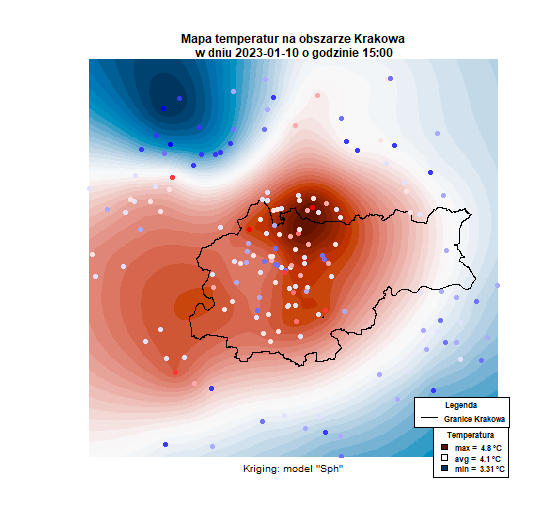 Mapa temperatur na obszarze Krakowa
w dniu 2023-01-10 o godzinie 15:00
Legenda
Granice Krakowa
Temperatura
max = 4.8 °C
avg = 4.1 °C
min = 3.31 °C
Kriging: model "Sph"